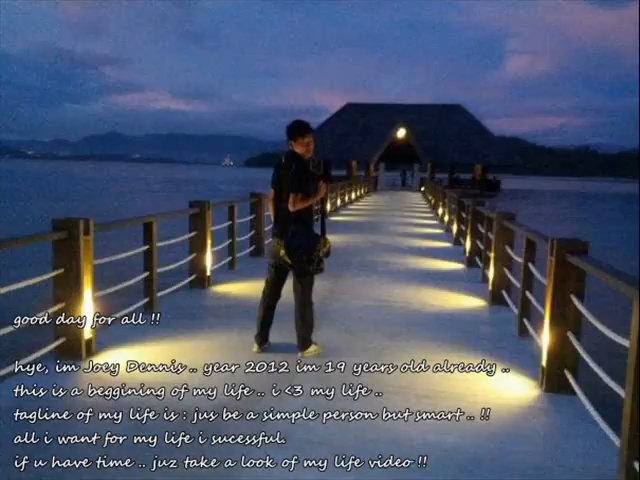 good day for all !!
hye, im Joey Dennis .. year 2012 im 19 years old already ..
this is a beggining of my life .. i <3 my life ..
tagline of my life is : jus be a simple person but smart .. !!
all i want for my life i sucessful.
if u have time .. juz take a look of my life video !!